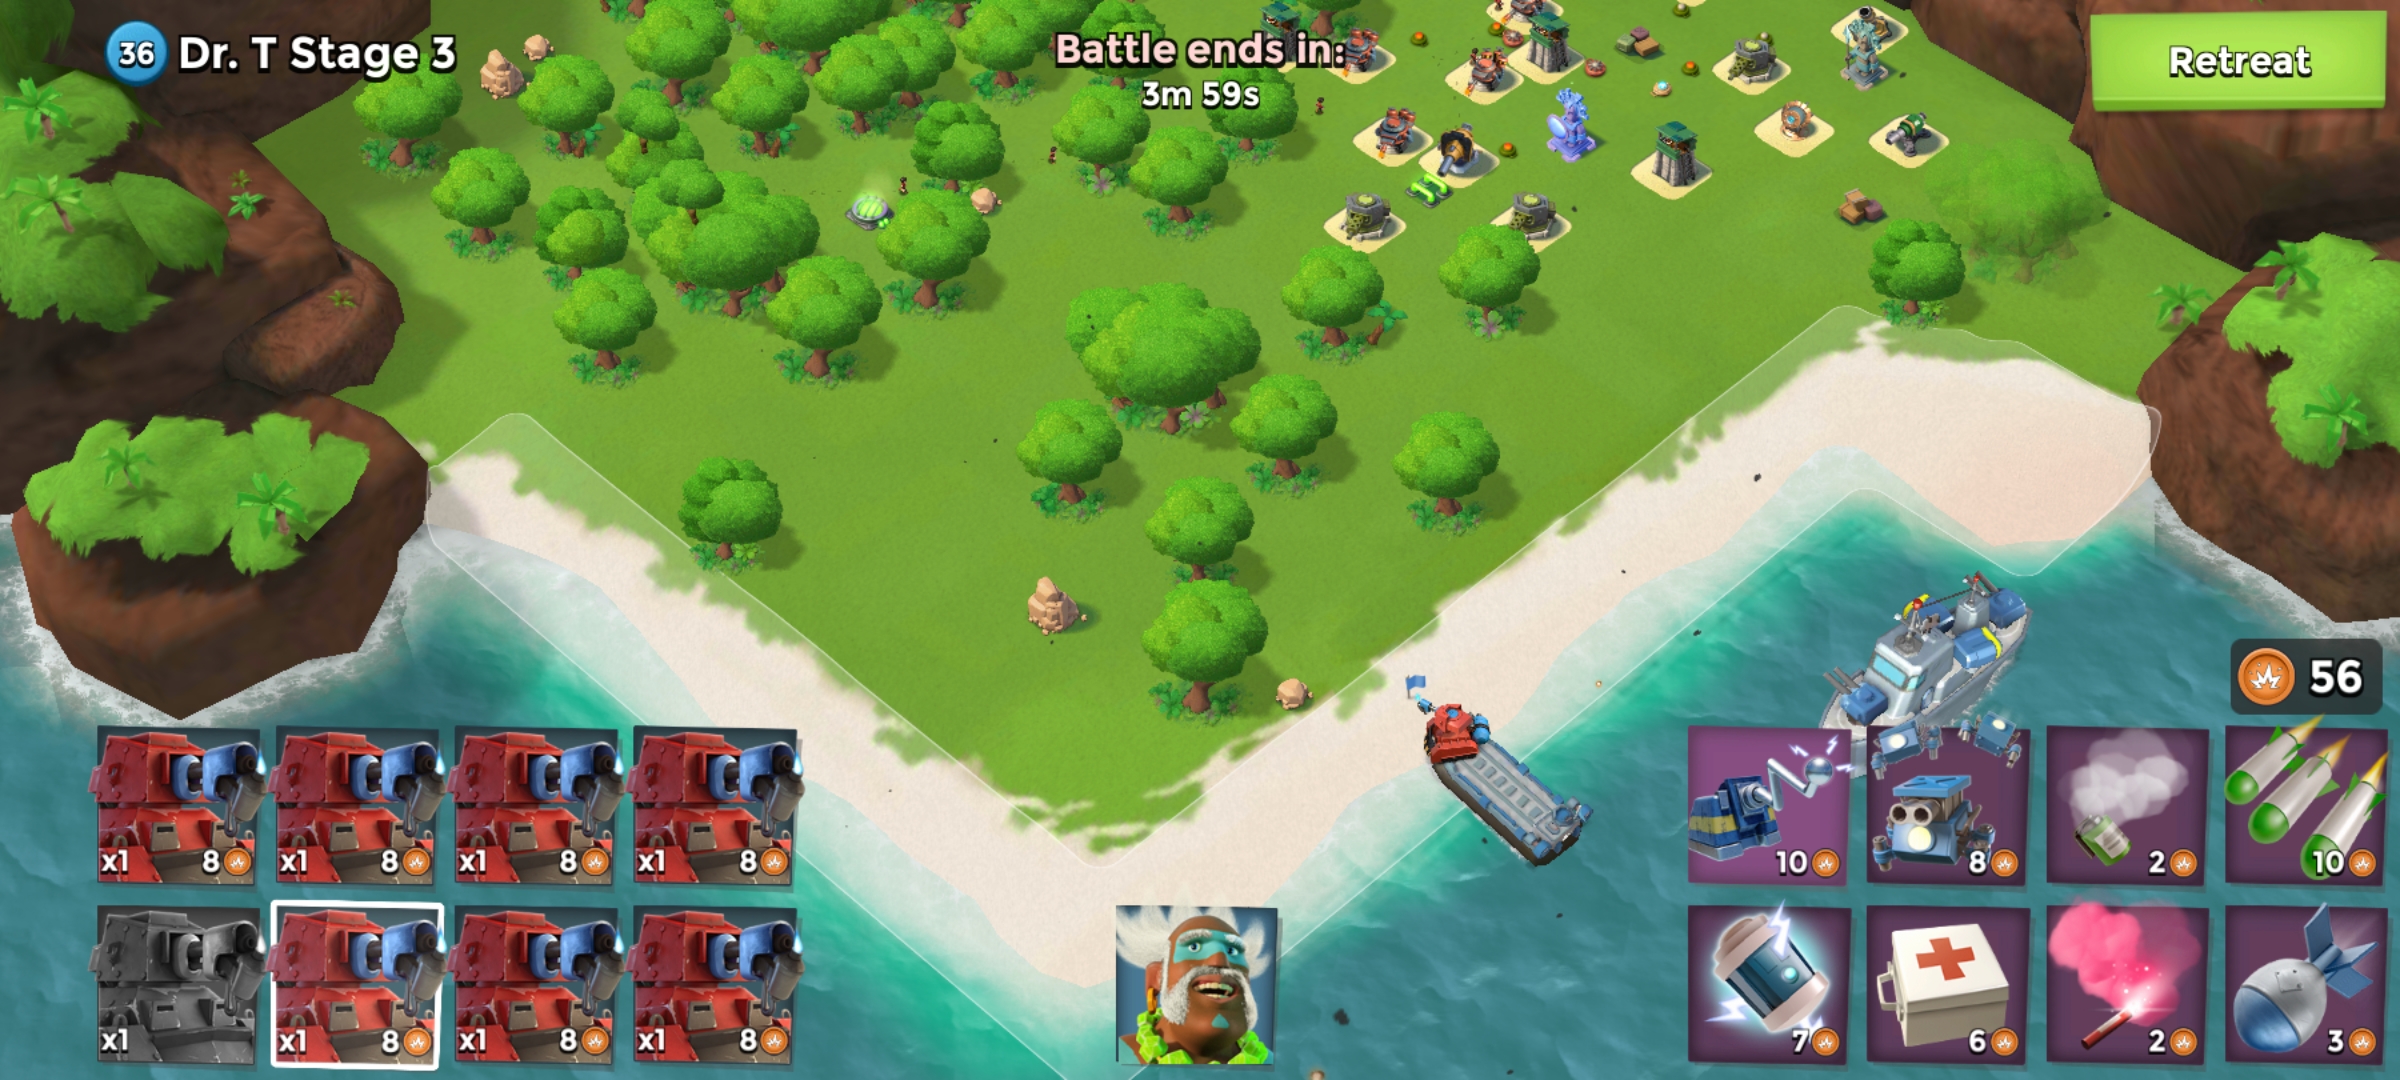 36 Dr. T Stage 3
Battle ends in:
3m 59s
Retreat
56
x1 8
x1 8
x1 8
x1 8
10
8
2
10
x1
x1 8
x1 8
x1 8
7
6
2
3